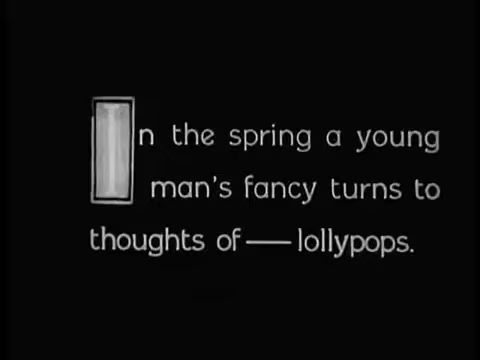 In the spring a young
man's fancy turns to
thoughts of — lollypops.